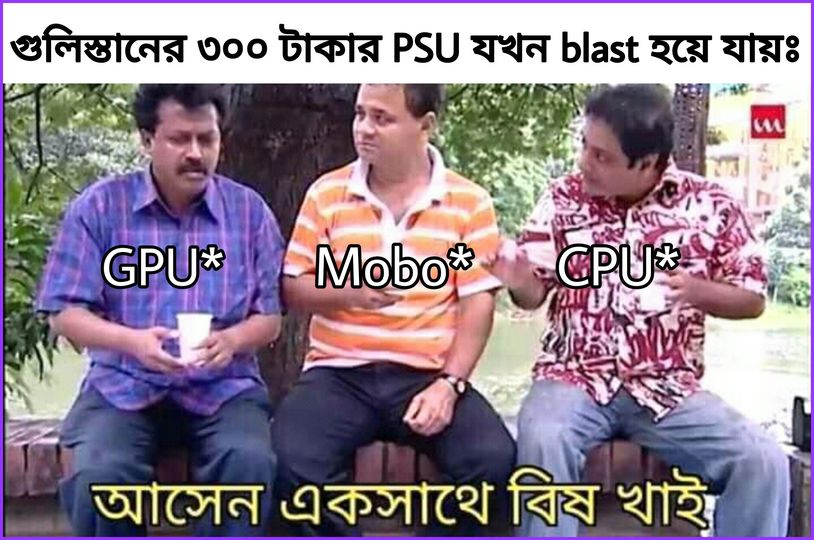 গুলিস্তানের ৩০০ টাকার PSU যখন blast হয়ে যায়ঃ
GPU* Mobo* CPU*
আসেন একসাথে বিষ খাই